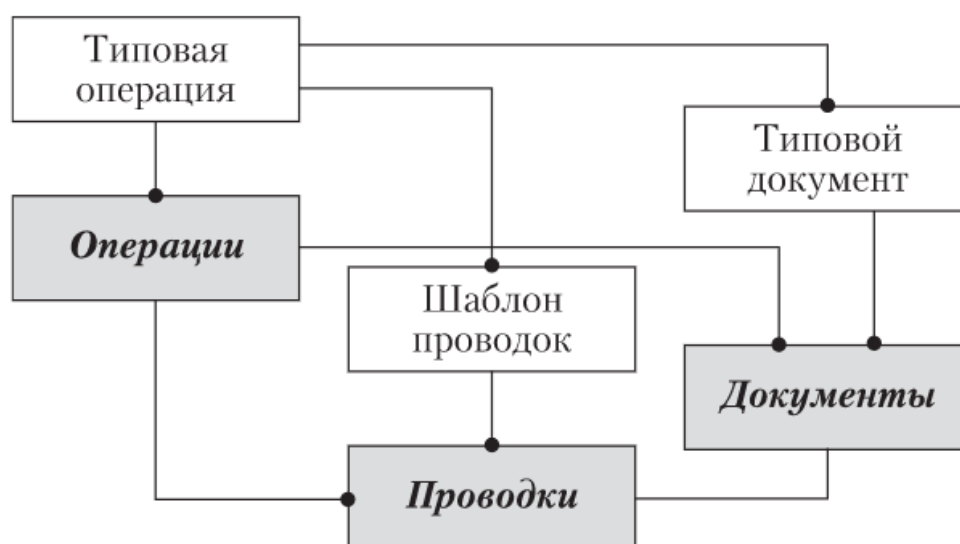 Типовая
операция
Типовой
документ
Операции
Шаблон
проводок
Документы
Проводки